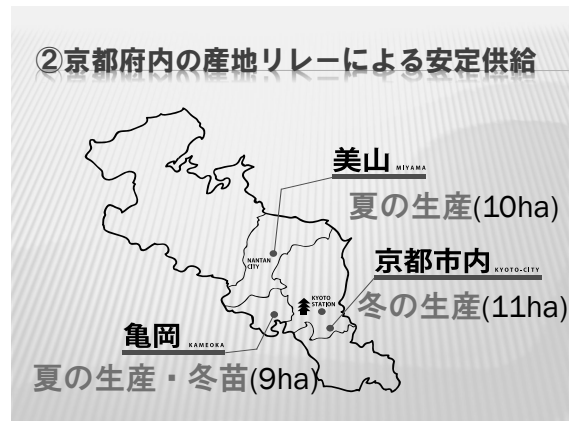 ②京都府内の産地リレーによる安定供給
美山 MIYAMA
夏の生産(10ha)
NANTAN
CITY
京都市内 KYOTO-CITY
KYOTO
STATION
冬の生産(11ha)
亀岡 KAMEOKA
夏の生産・冬苗(9ha)